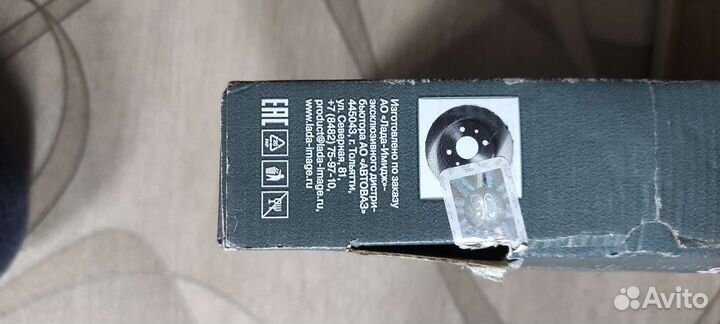 Изготовлено по заказу
АО «Лада-Имидж»-
эксклюзивного дистри-
бьютора АО «АВТОВАЗ»
445043, г. Тольятти,
ул. Северная, 81,
+7 (8482) 75-97-10,
product@lada-image.ru,
www.lada-image.ru
EAC
Avito